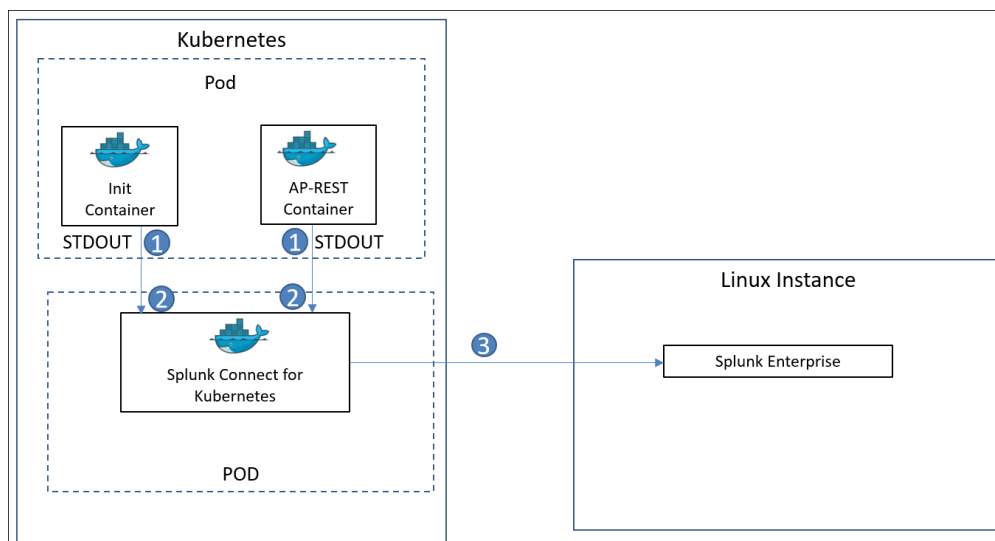 Kubernetes
Pod
Init
Container
AP-REST
Container
STDOUT
1
1
STDOUT
2
2
Linux Instance
3
Splunk Enterprise
Splunk Connect for
Kubernetes
POD